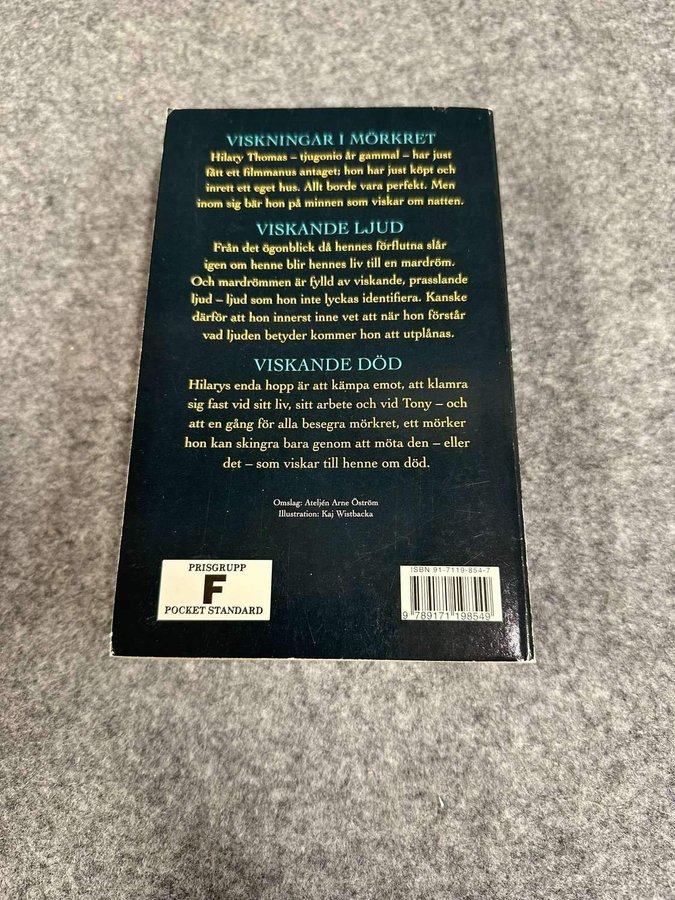 VISKNINGAR I MÖRKRET
Hilary Thomas – tjugonio år gammal – har just
fått ett filmmanus antaget; hon har just köpt och
inrett ett eget hus. Allt borde vara perfekt. Men
inom sig bär hon på minnen som viskar om natten.
VISKANDE LJUD
Från det ögonblick då hennes förflutna slår
igen om henne blir hennes liv till en mardröm.
Och mardrömmen är fylld av viskande, prasslande
ljud – ljud som hon inte lyckas identifiera. Kanske
därför att hon innerst inne vet att när hon förstår
vad ljuden betyder kommer hon att utplånas.
VISKANDE DÖD
Hilarys enda hopp är att kämpa emot, att klamra
sig fast vid sitt liv, sitt arbete och vid Tony – och
att en gång för alla besegra mörkret, ett mörker
hon kan skingra bara genom att möta den – eller
det – som viskar till henne om död.
Omslag: Ateljén Arne Öström
Illustration: Kaj Wistbacka
PRISGRUPP
F
POCKET STANDARD
ISBN 91-7119-854-7
9 789171 198549